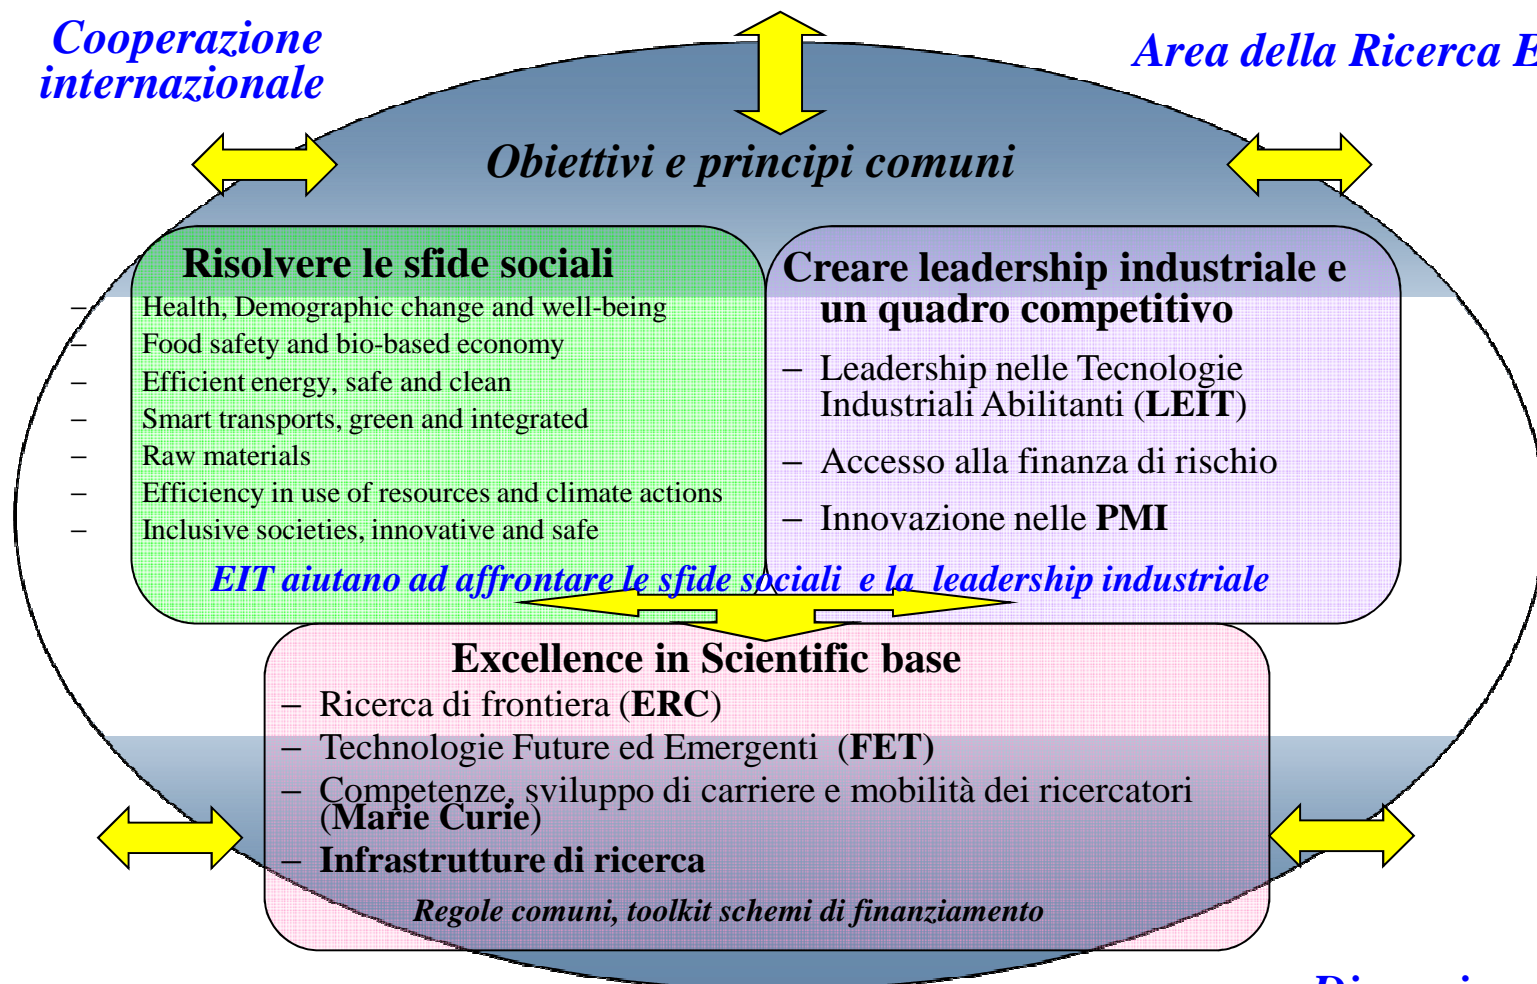 Cooperazione
internazionale
Area della Ricerca E
Obiettivi e principi comuni
Risolvere le sfide sociali
– Health, Demographic change and well-being
– Food safety and bio-based economy
– Efficient energy, safe and clean
– Smart transports, green and integrated
– Raw materials
– Efficiency in use of resources and climate actions
– Inclusive societies, innovative and safe
Creare leadership industriale e
un quadro competitivo
– Leadership nelle Tecnologie
Industriali Abilitanti (LEIT)
– Accesso alla finanza di rischio
– Innovazione nelle PMI
EIT aiutano ad affrontare le sfide sociali e la leadership industriale
Excellence in Scientific base
– Ricerca di frontiera (ERC)
– Technologie Future ed Emergenti (FET)
– Competenze, sviluppo di carriere e mobilità dei ricercatori
(Marie Curie)
– Infrastrutture di ricerca
Regole comuni, toolkit schemi di finanziamento